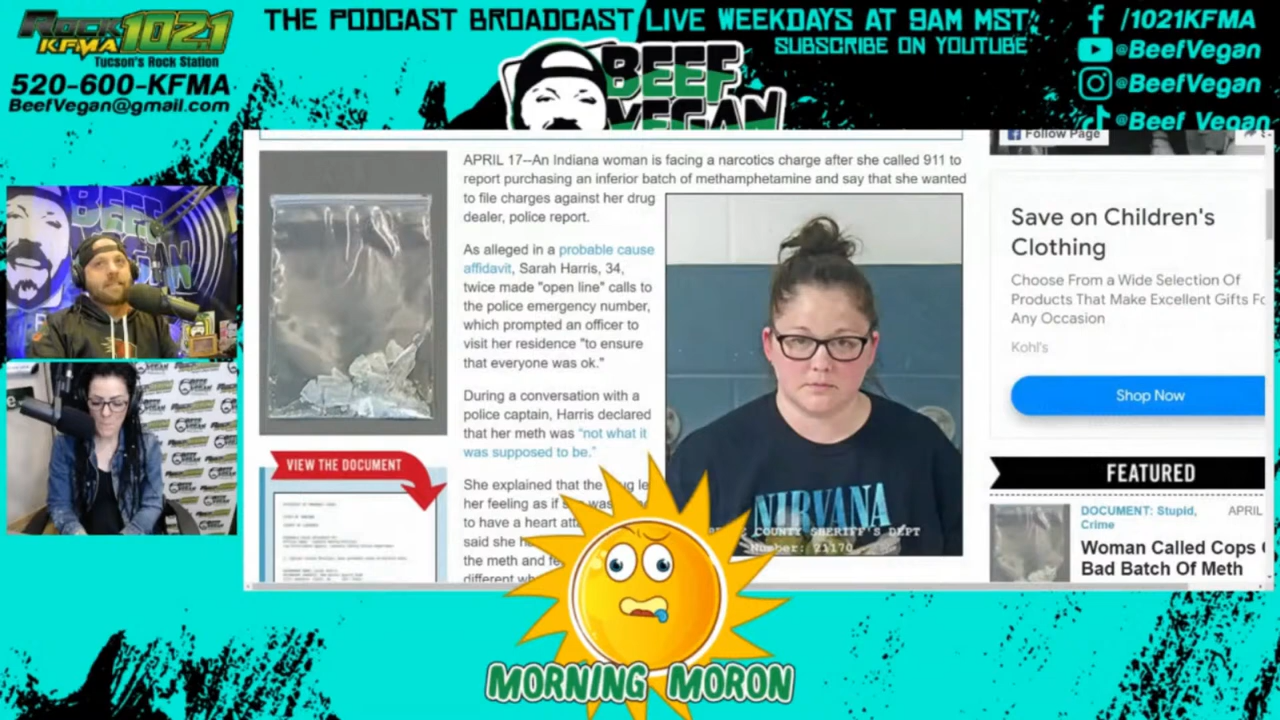 THE PODCAST BROADCAST LIVE WEEKDAYS AT 9AM MST
SUBSCRIBE ON YOUTUBE
ROCK 102.1
KFMA
Tucson's Rock Station
520-600-KFMA
BeefVegan@gmail.com
/1021KFMA
@BeefVegan
@BeefVegan
@Beef_Vegan
BEEF
VEGAN
Follow Page
APRIL 17--An Indiana woman is facing a narcotics charge after she called 911 to
report purchasing an inferior batch of methamphetamine and say that she wanted
to file charges against her drug
dealer, police report.
As alleged in a probable cause
affidavit, Sarah Harris, 34,
twice made "open line" calls to
the police emergency number,
which prompted an officer to
visit her residence "to ensure
that everyone was ok."
During a conversation with a
police captain, Harris declared
that her meth was “not what it
was supposed to be.”
She explained that the
her feeling as if
was
to have a heart
said she
the meth and
different
NIRVANA
COUNTY SHERIFF'S DEPT
Number: 21170
VIEW THE DOCUMENT
Save on Children's
Clothing
Choose From a Wide Selection Of
Products That Make Excellent Gifts
Any Occasion
Kohl's
Shop Now
FEATURED
DOCUMENT: Stupid,
Crime
APRIL
Woman Called Cops
Bad Batch Of Meth
BEEF
VEGAN
MORNING MORON